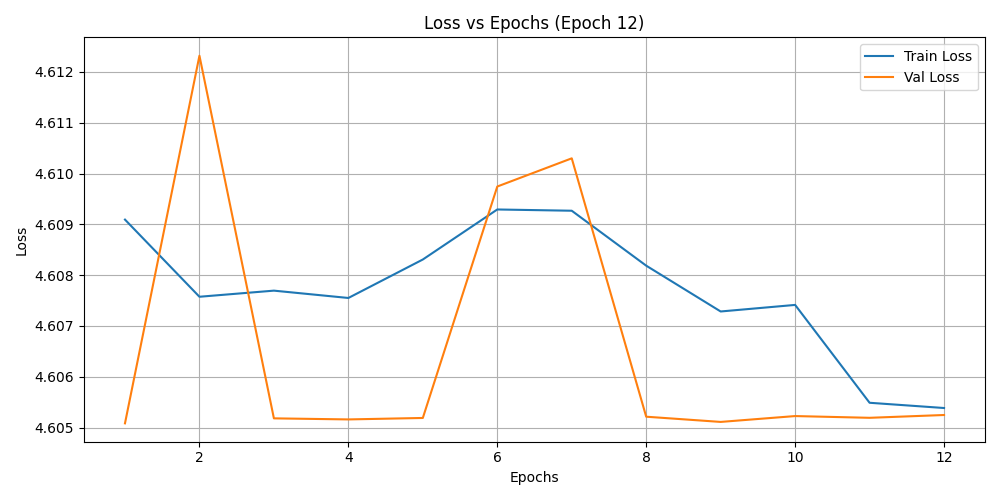 Loss vs Epochs (Epoch 12)
Train Loss
Val Loss
4.612
4.611
4.610
4.609
4.608
4.607
4.606
4.605
Loss
2 4 6 8 10 12
Epochs